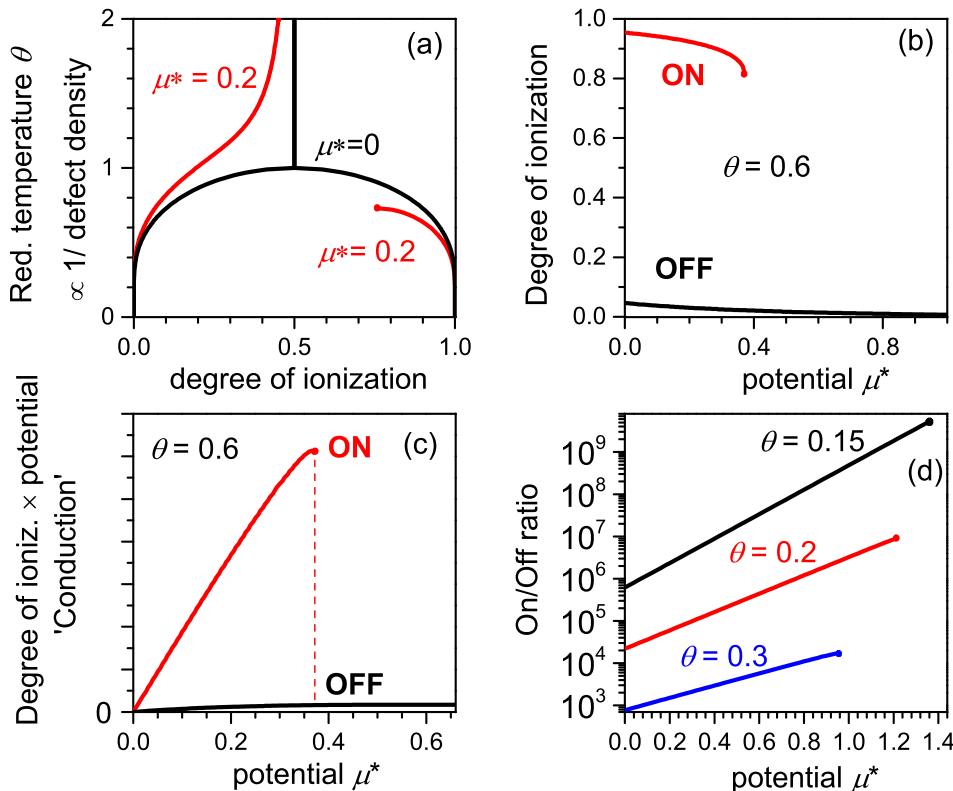 Red. temperature θ
∝ 1/ defect density
2
1
0
(a)
μ* = 0.2
μ*=0
μ*= 0.2
0.0
0.5
1.0
degree of ionization
Degree of ionization
1.0
0.8
0.6
0.4
0.2
0.0
(b)
ON
θ = 0.6
OFF
0.0
0.4
0.8
potential μ*
Degree of ioniz. × potential
'Conduction'
0
θ = 0.6
ON
(c)
OFF
0.0
0.2
0.4
0.6
potential μ*
On/Off ratio
10⁹
10⁸
10⁷
10⁶
10⁵
10⁴
10³
θ = 0.15
(d)
θ = 0.2
θ = 0.3
0.0
0.2
0.4
0.6
0.8
1.0
1.2
1.4
potential μ*